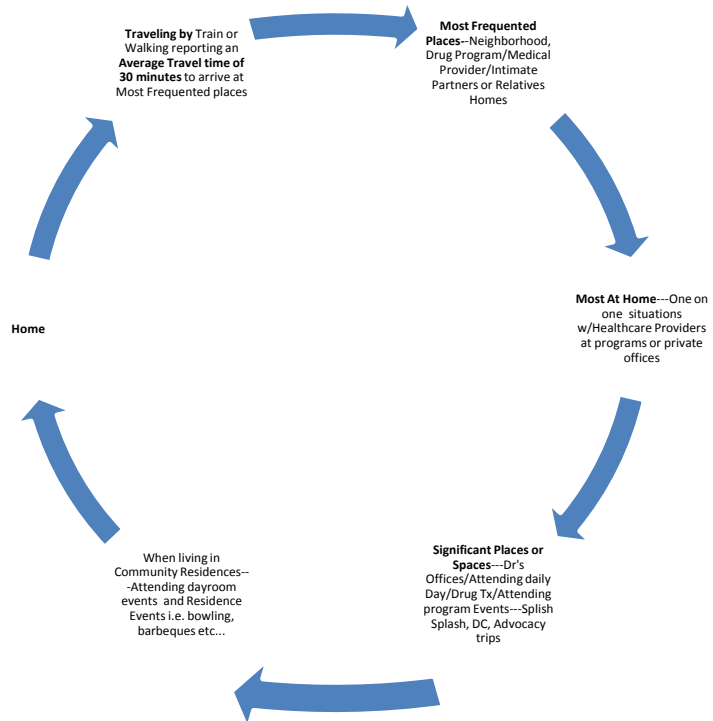 Traveling by Train or
Walking reporting an
Average Travel time of
30 minutes to arrive at
Most Frequented places
Most Frequented
Places--Neighborhood,
Drug Program/Medical
Provider/Intimate
Partners or Relatives
Homes
Most At Home---One on
one situations
w/Healthcare Providers
at programs or private
offices
Significant Places or
Spaces---Dr's
Offices/Attending daily
Day/Drug Tx/Attending
program Events---Splish
Splash, DC, Advocacy
trips
When living in
Community Residences--
-Attending dayroom
events and Residence
Events i.e. bowling,
barbeques etc...
Home